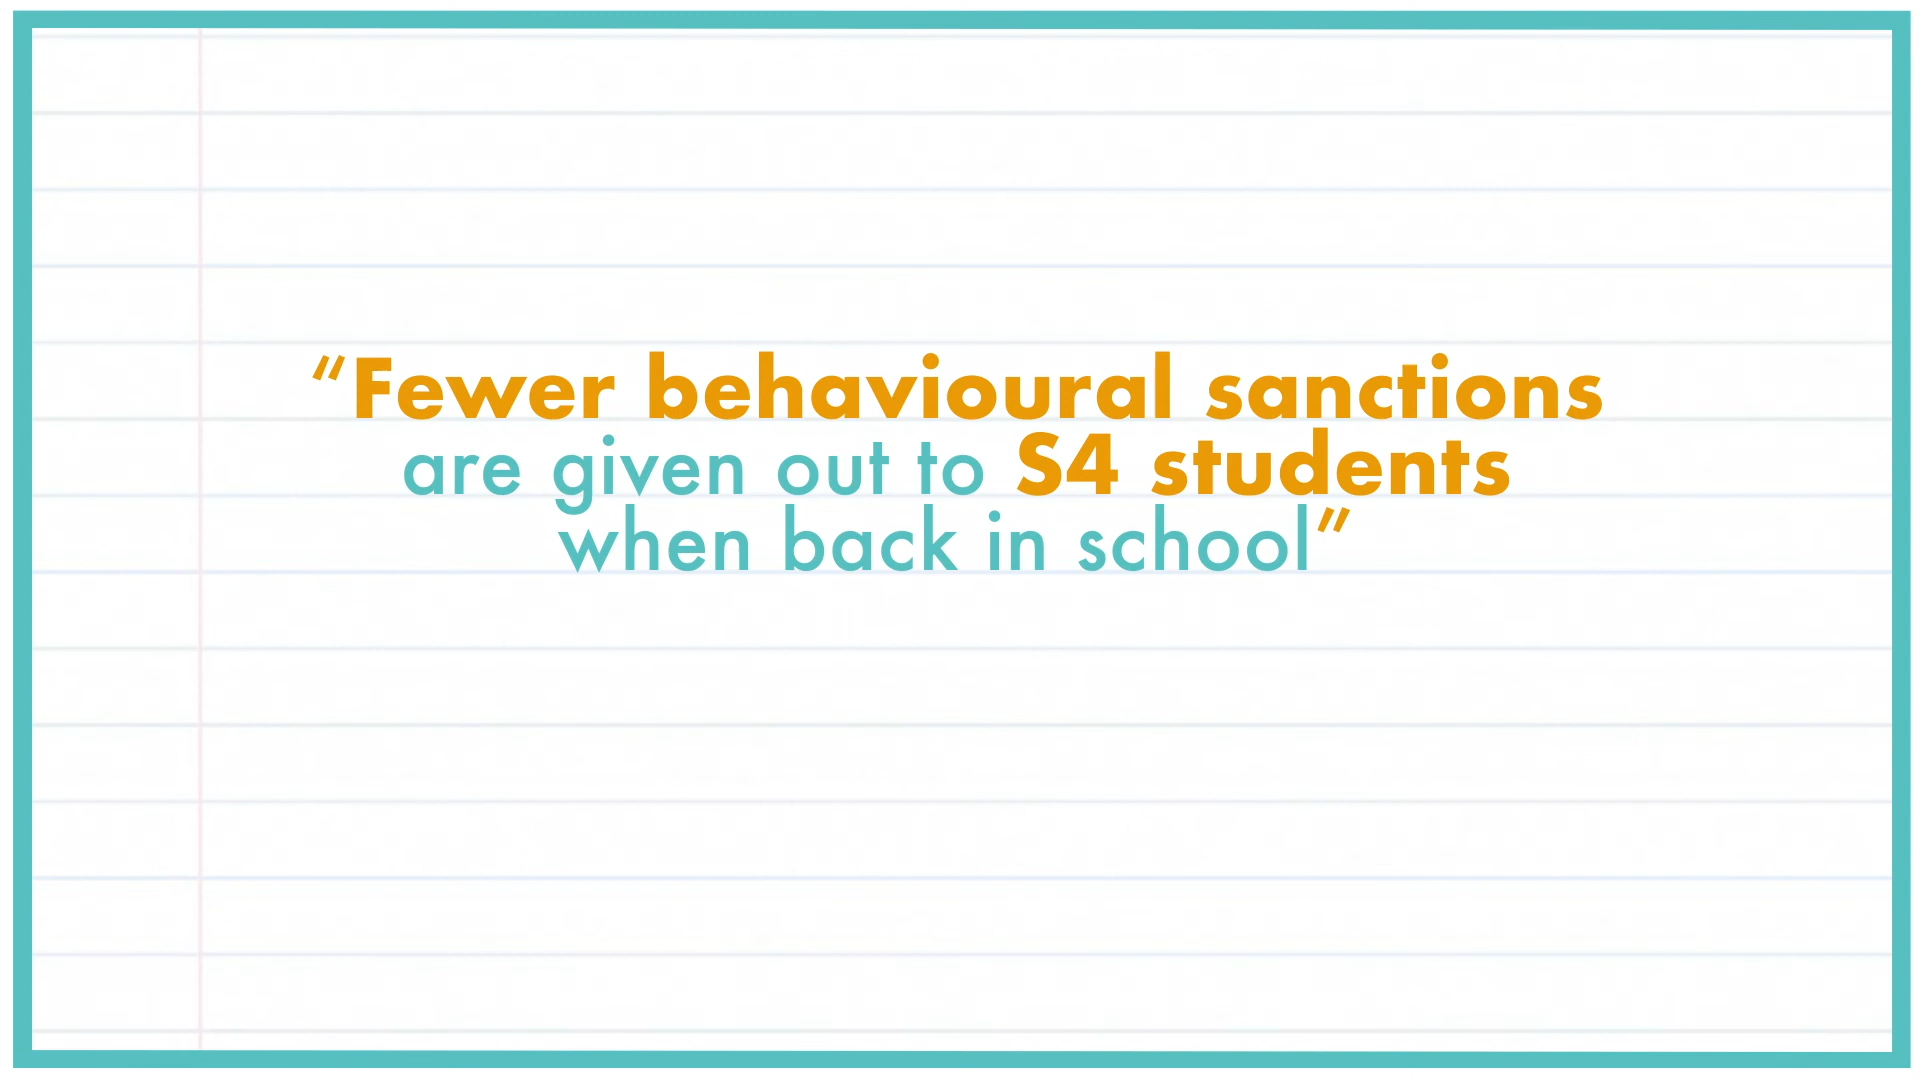 “Fewer behavioural sanctions
are given out to S4 students
when back in school”